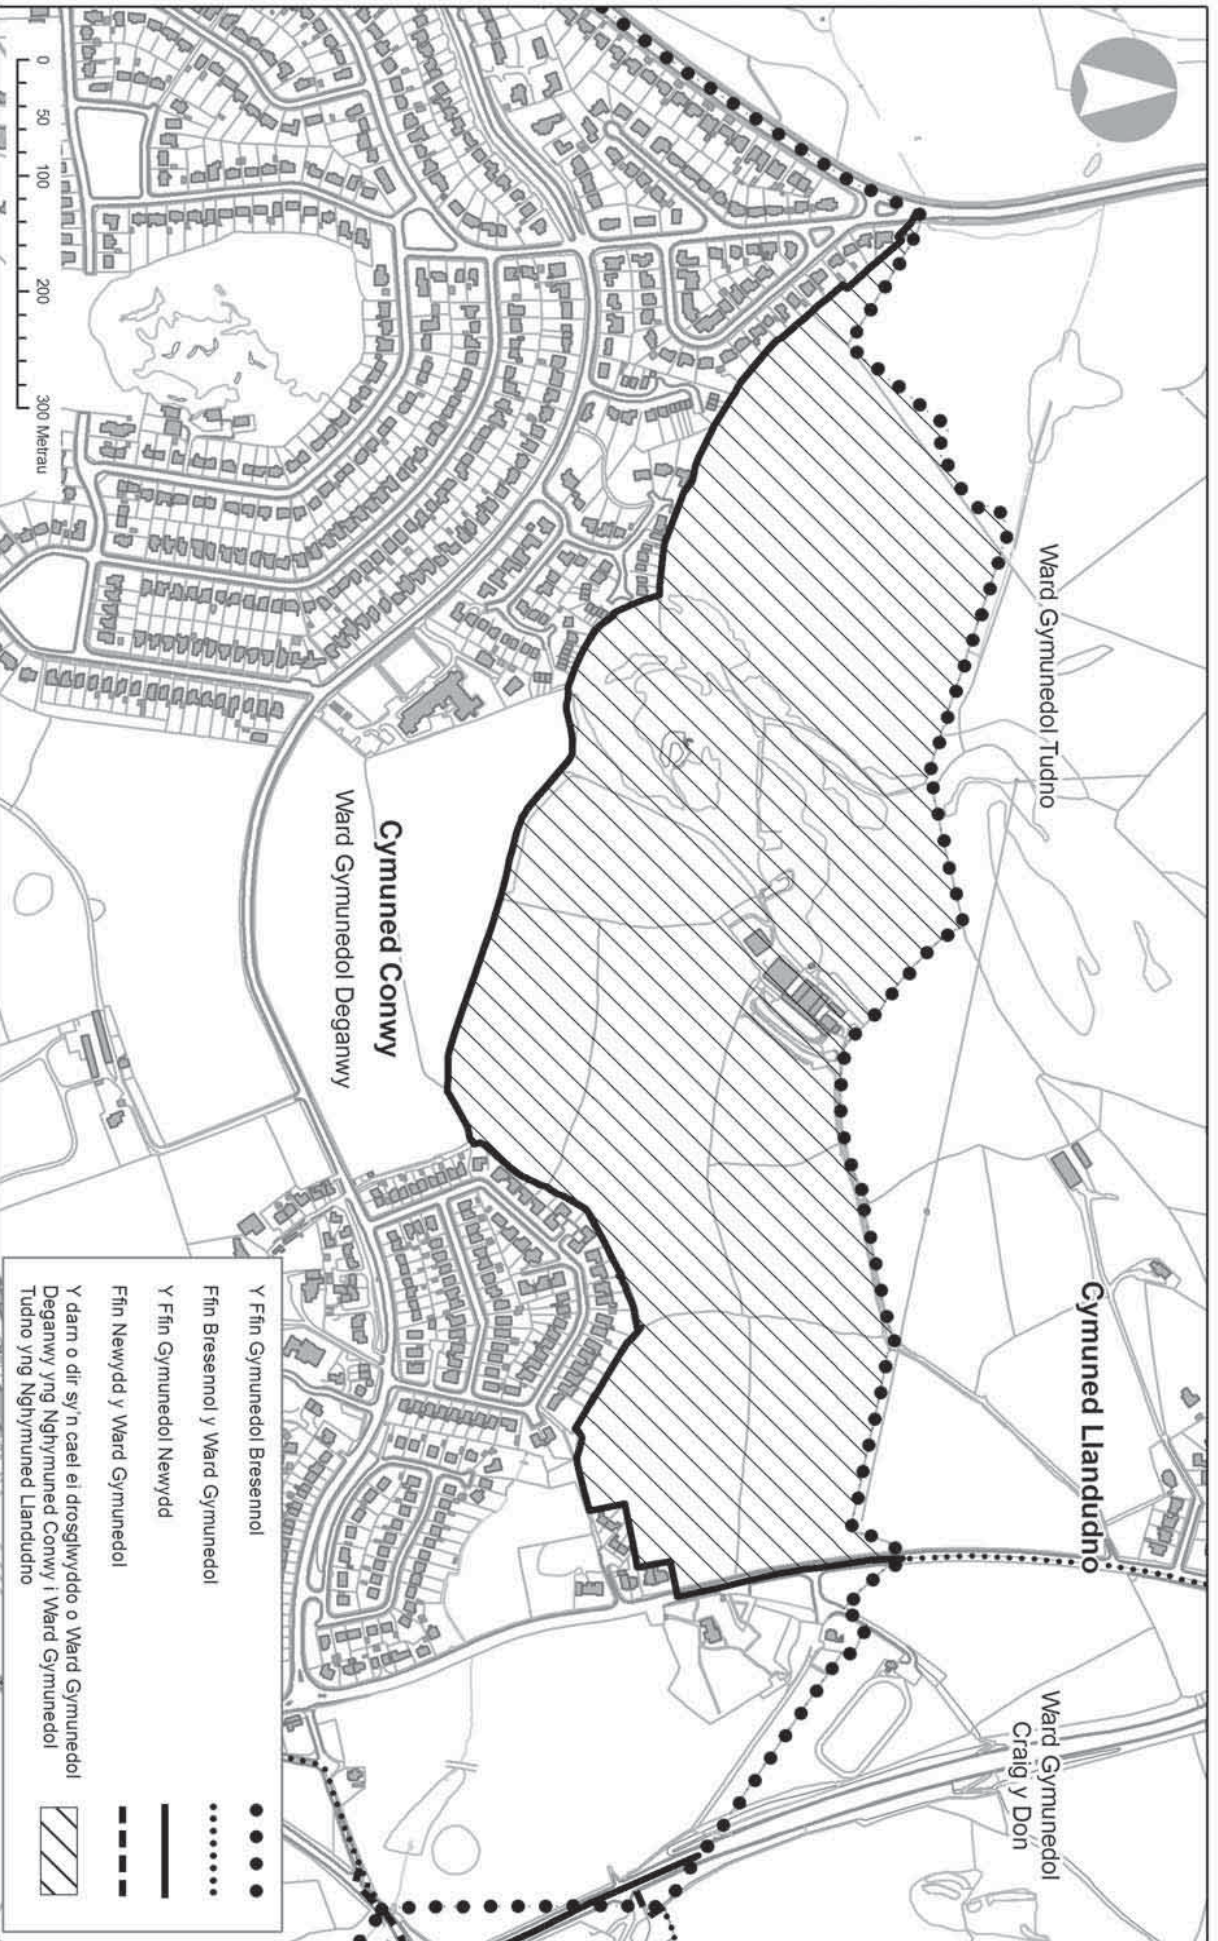 Ward Gymunedol Tudno
Cymuned Llandudno
Ward Gymunedol
Craig y Don
Cymuned Conwy
Ward Gymunedol Deganwy
0 50 100 200 300 Metrau
Y Ffin Gymunedol Bresennol
Ffin Bresennol y Ward Gymunedol
Y Ffin Gymunedol Newydd
Ffin Newydd y Ward Gymunedol
Y darn o dir sy'n cael ei drosglwyddo o Ward Gymunedol
Deganwy yng Nghymuned Conwy i Ward Gymunedol
Tudno yng Nghymuned Llandudno